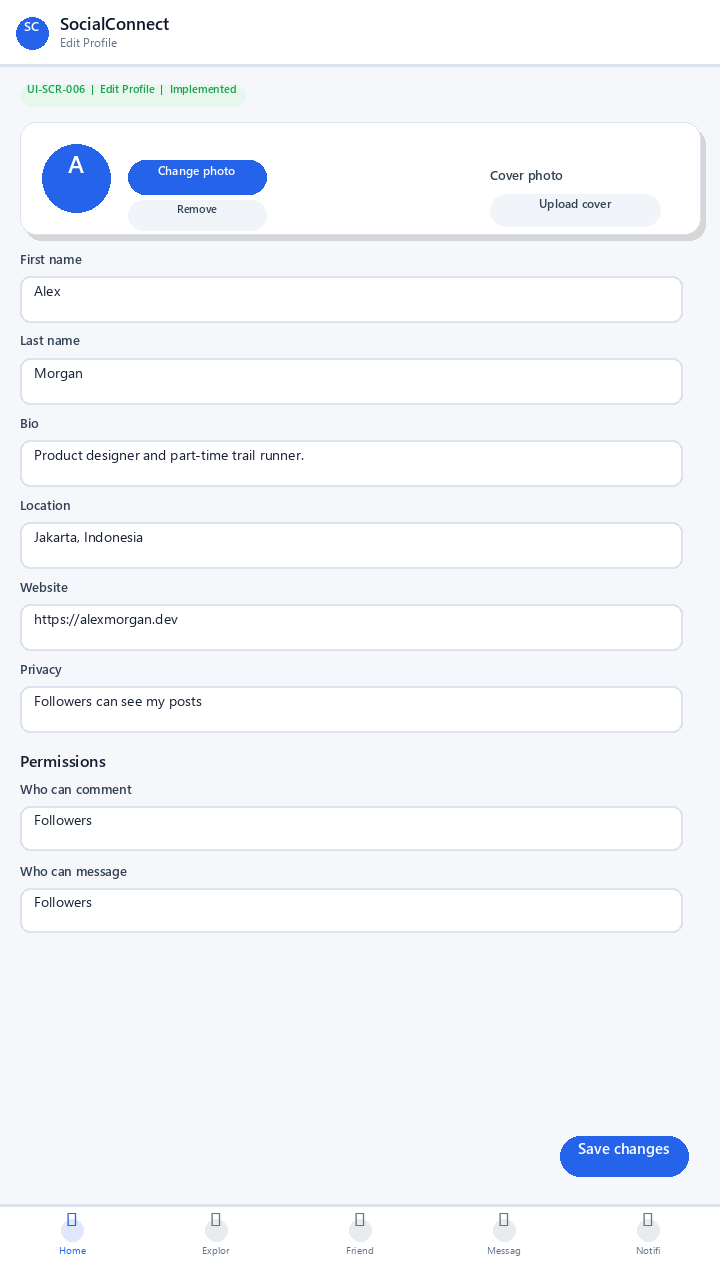 SC
SocialConnect
Edit Profile
UI-SCR-006 | Edit Profile | Implemented
A
Change photo
Remove
Cover photo
Upload cover
First name
Alex
Last name
Morgan
Bio
Product designer and part-time trail runner.
Location
Jakarta, Indonesia
Website
https://alexmorgan.dev
Privacy
Followers can see my posts
Permissions
Who can comment
Followers
Who can message
Followers
Save changes
Home
Explor
Friend
Messag
Notifi